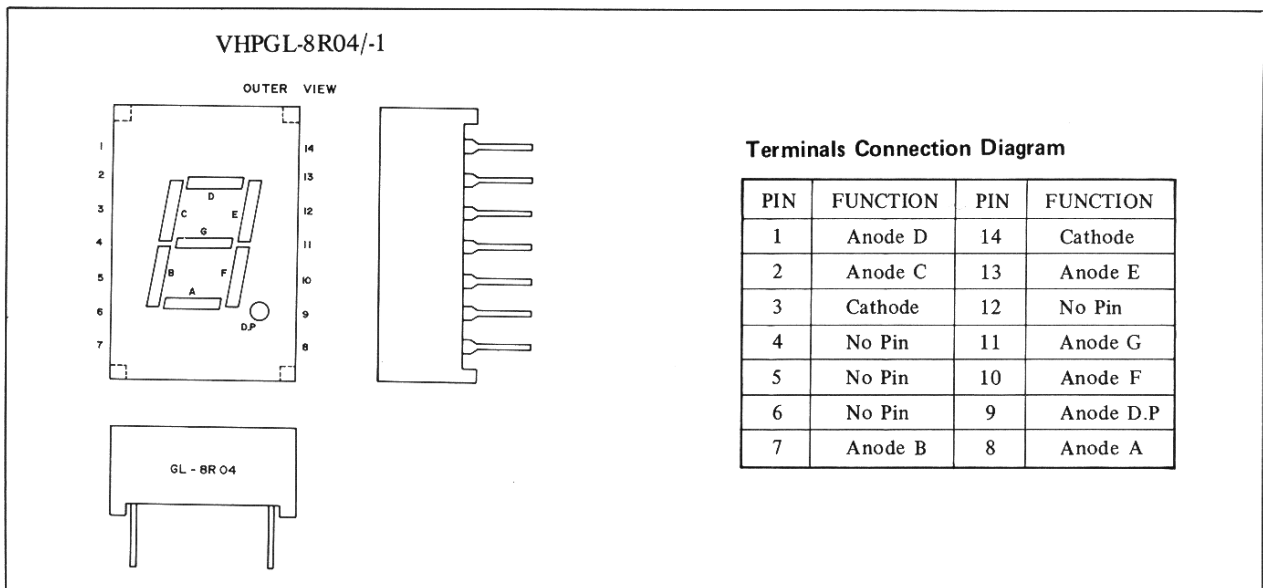 VHPGL-8R04/-1
OUTER VIEW
1 14
2 13
3 12
4 11
5 10
6 9
7 8
D
C E
G
B F
A
D.P
GL - 8R 04
Terminals Connection Diagram
PIN FUNCTION PIN FUNCTION
1 Anode D 14 Cathode
2 Anode C 13 Anode E
3 Cathode 12 No Pin
4 No Pin 11 Anode G
5 No Pin 10 Anode F
6 No Pin 9 Anode D.P
7 Anode B 8 Anode A